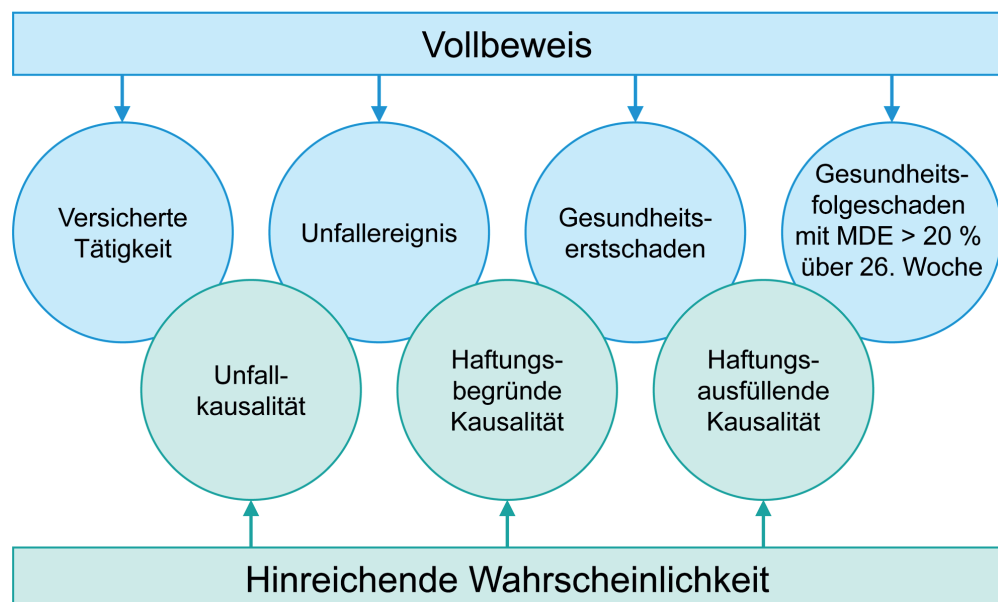 Vollbeweis
Versicherte
Tätigkeit
Unfallereignis
Gesundheits-
erstschaden
Gesundheits-
folgeschaden
mit MDE > 20 %
über 26. Woche
Unfall-
kausalität
Haftungs-
begründe
Kausalität
Haftungs-
ausfüllende
Kausalität
Hinreichende Wahrscheinlichkeit